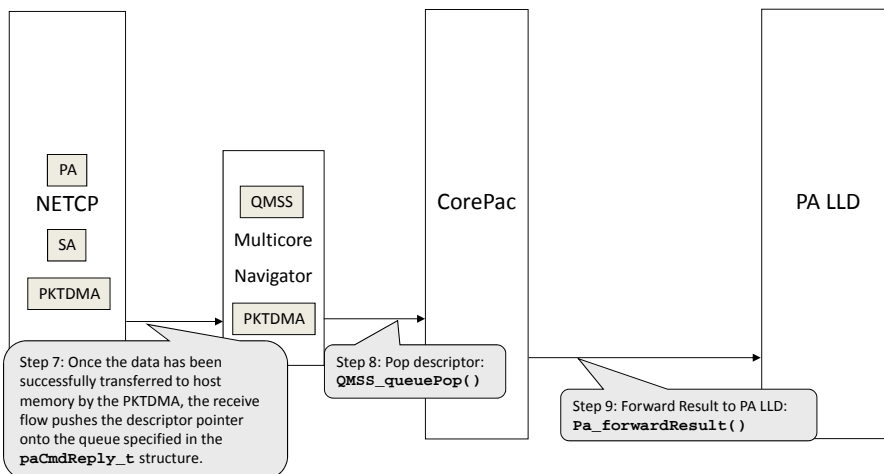 PA
NETCP
SA
PKTDMA
QMSS
Multicore
Navigator
PKTDMA
CorePac
PA LLD
Step 7: Once the data has been
successfully transferred to host
memory by the PKTDMA, the receive
flow pushes the descriptor pointer
onto the queue specified in the
paCmdReply_t structure.
Step 8: Pop descriptor:
QMSS_queuePop()
Step 9: Forward Result to PA LLD:
Pa_forwardResult()